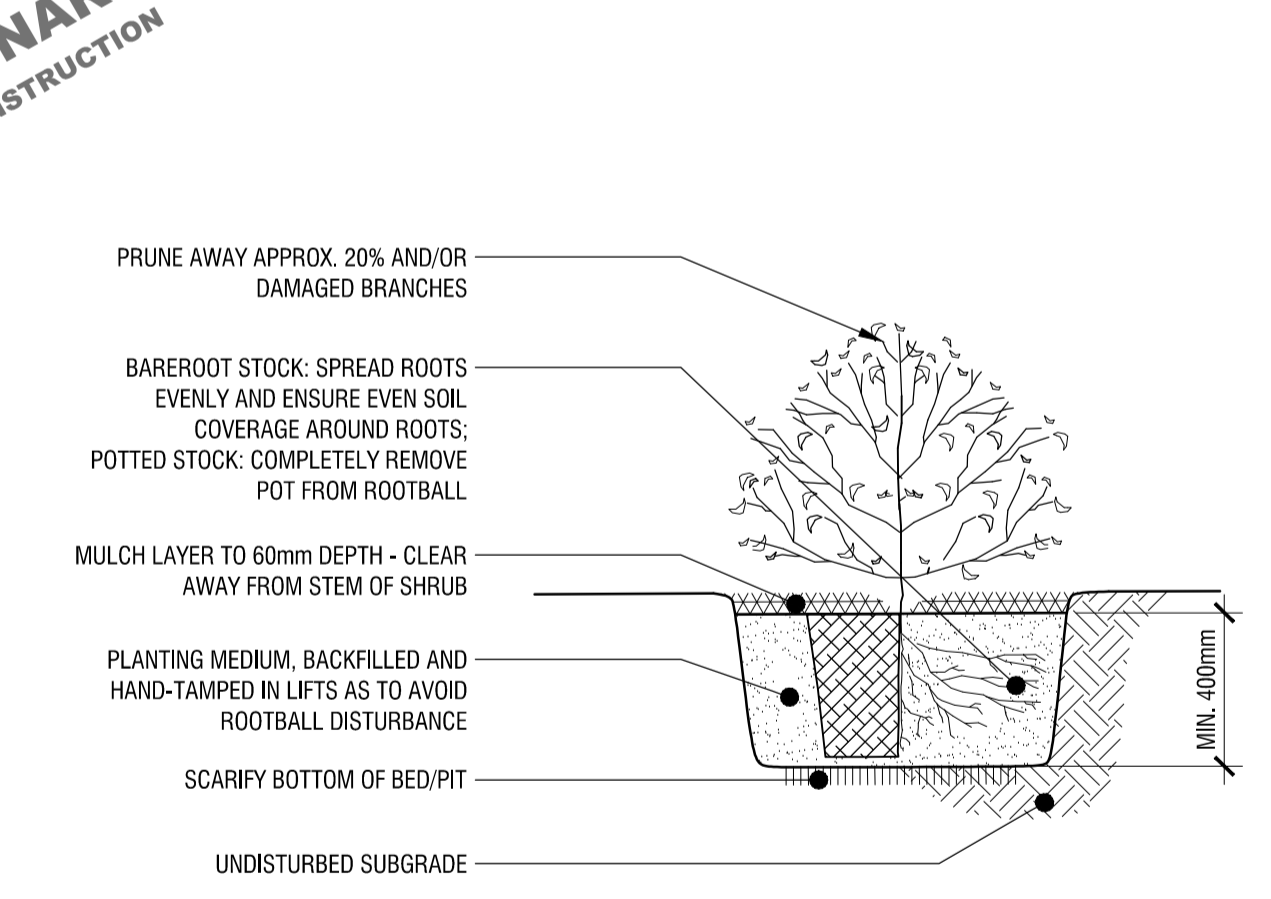 NSTRUCTION
PRUNE AWAY APPROX. 20% AND/OR
DAMAGED BRANCHES
BAREROOT STOCK: SPREAD ROOTS
EVENLY AND ENSURE EVEN SOIL
COVERAGE AROUND ROOTS;
POTTED STOCK: COMPLETELY REMOVE
POT FROM ROOTBALL
MULCH LAYER TO 60mm DEPTH - CLEAR
AWAY FROM STEM OF SHRUB
PLANTING MEDIUM, BACKFILLED AND
HAND-TAMPED IN LIFTS AS TO AVOID
ROOTBALL DISTURBANCE
SCARIFY BOTTOM OF BED/PIT
UNDISTURBED SUBGRADE
MIN. 400mm